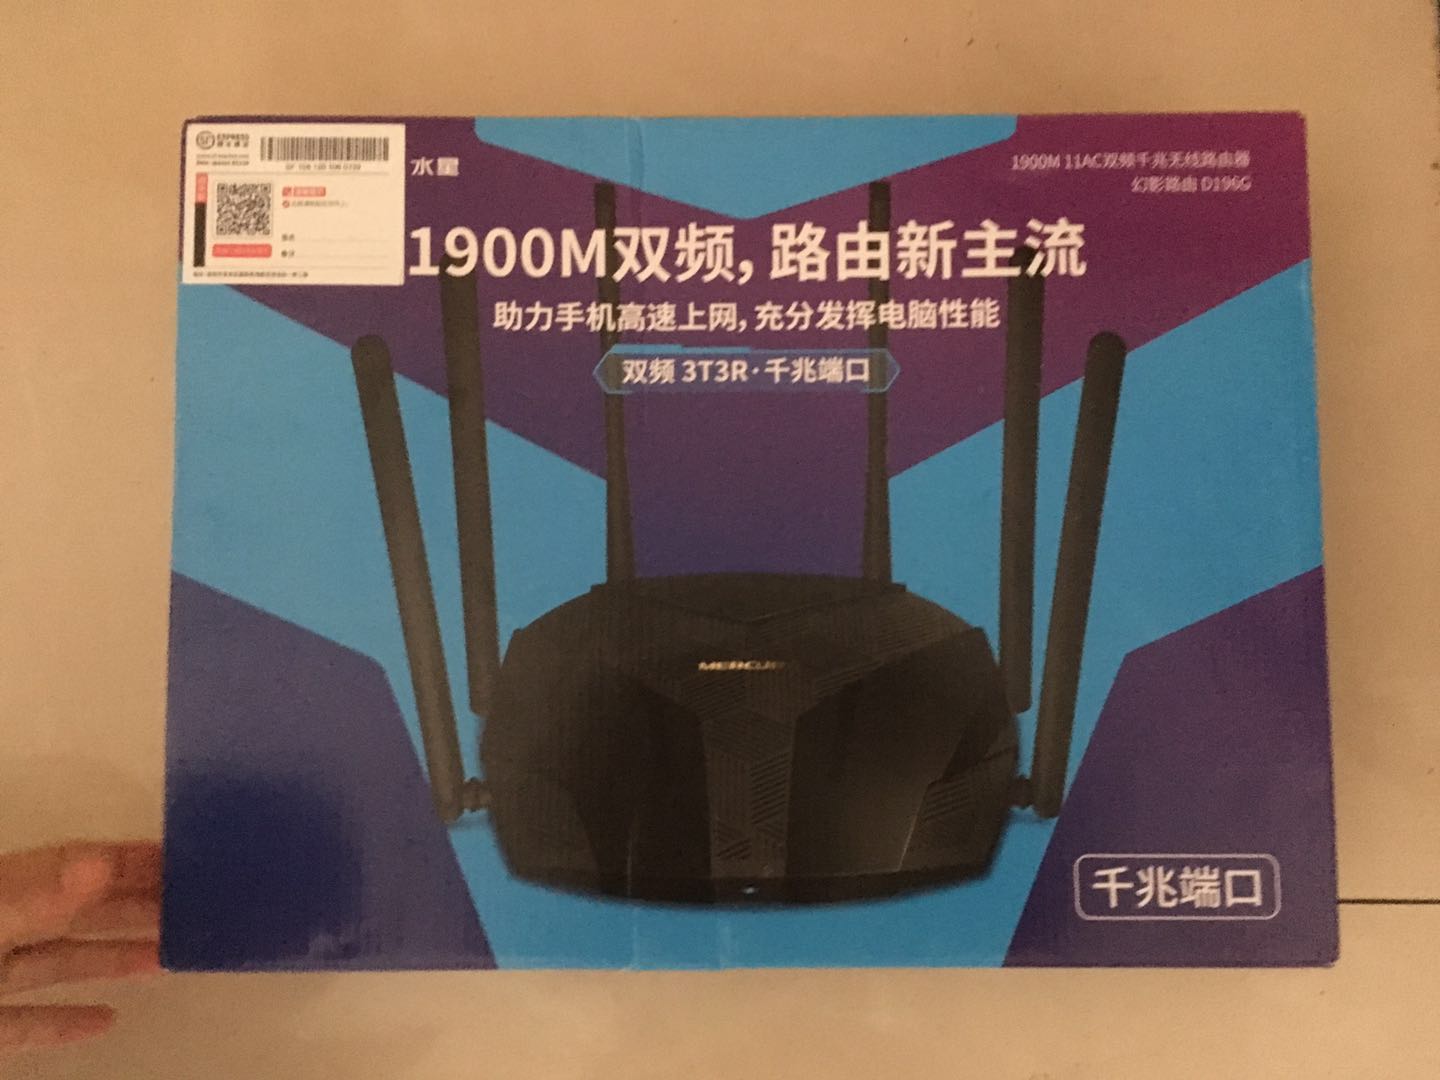 EXPRESS
水星
1900M 11AC双频千兆无线路由器
幻影路由 D196G
1900M双频，路由新主流
助力手机高速上网，充分发挥电脑性能
双频 3T3R·千兆端口
MERCURY
千兆端口